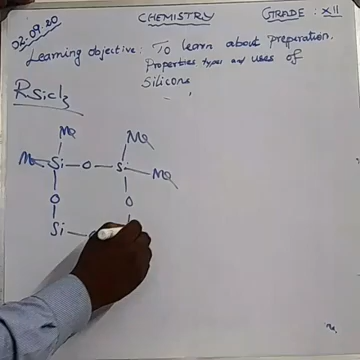 02.09.20
CHEMISTRY
GRADE: XII
Learning objective: To learn about preparation,
Properties types and uses of
Silicons
RSiCl3
Me Me
Me Si O Si Me
O O
Si